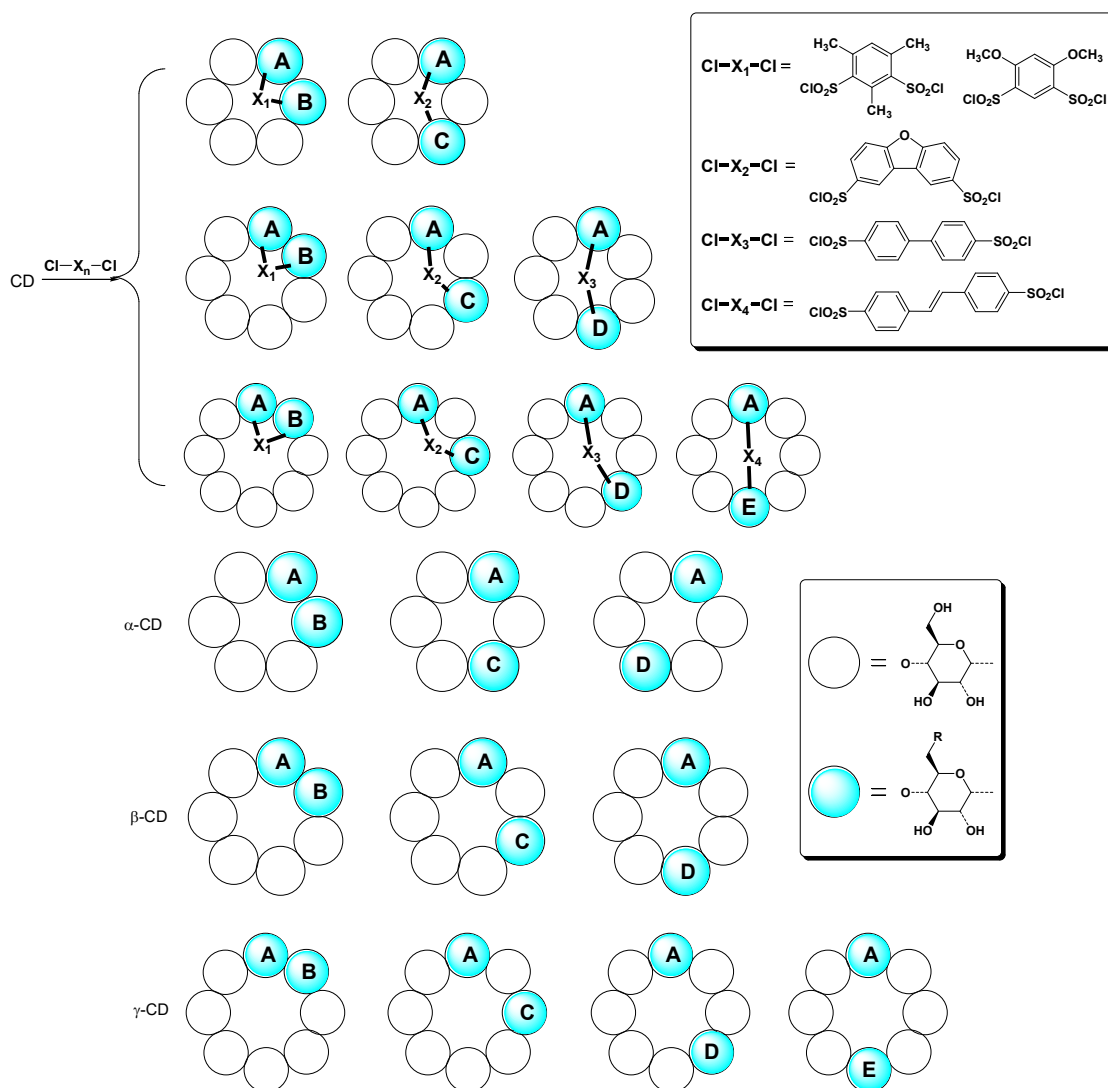 A
X1
B
A
X2
C
Cl–X1–Cl =
CH3
CH3
ClO2S
SO2Cl
CH3
CH3O
OCH3
ClO2S
SO2Cl
Cl–X2–Cl =
O
ClO2S
SO2Cl
CD
Cl–Xn–Cl
A
B
X1
A
X2
C
A
X3
D
Cl–X3–Cl =
ClO2S
SO2Cl
Cl–X4–Cl =
ClO2S
SO2Cl
A
B
X1
A
X2
C
A
X3
D
A
X4
E
α-CD
A
B
A
C
A
D
=
OH
O
O
HO
OH
β-CD
A
B
A
C
A
D
=
R
O
O
HO
OH
γ-CD
A
B
A
C
A
D
A
E